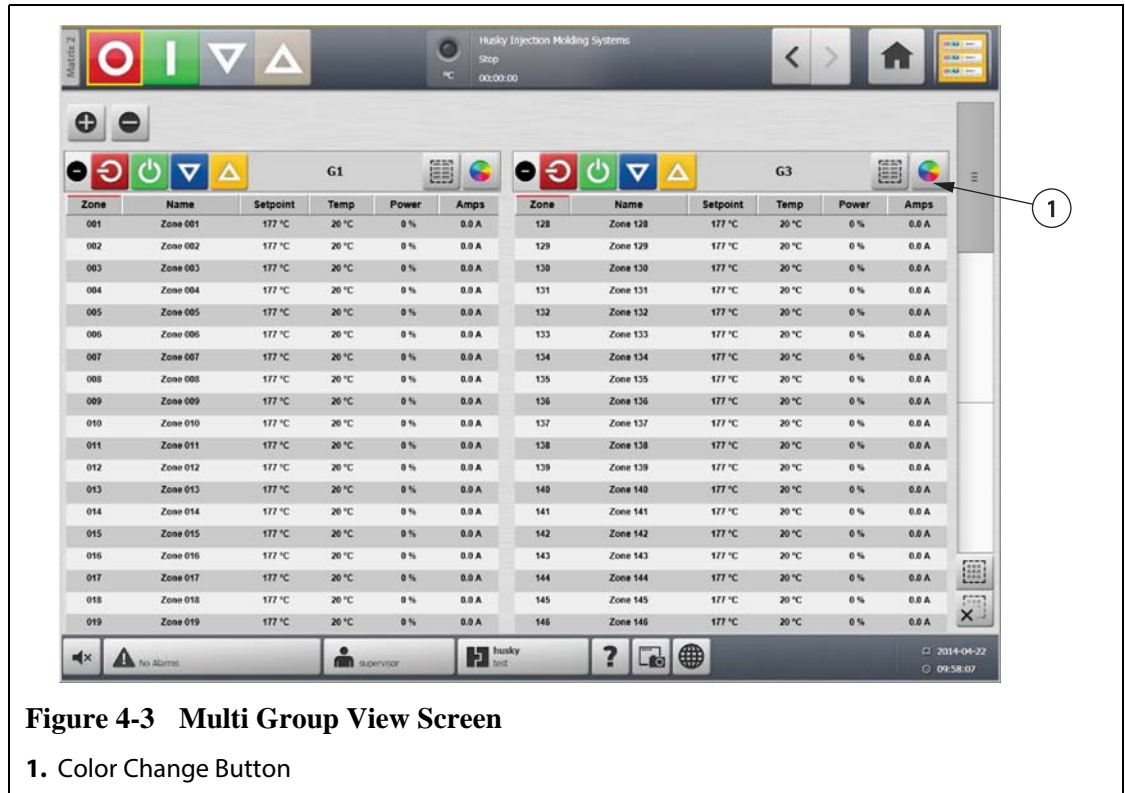 Matrix 2
Husky Injection Molding Systems
Stop
°C 00:00:00
G1
Zone Name Setpoint Temp Power Amps
001 Zone 001 177 °C 20 °C 0 % 0.0 A
002 Zone 002 177 °C 20 °C 0 % 0.0 A
003 Zone 003 177 °C 20 °C 0 % 0.0 A
004 Zone 004 177 °C 20 °C 0 % 0.0 A
005 Zone 005 177 °C 20 °C 0 % 0.0 A
006 Zone 006 177 °C 20 °C 0 % 0.0 A
007 Zone 007 177 °C 20 °C 0 % 0.0 A
008 Zone 008 177 °C 20 °C 0 % 0.0 A
009 Zone 009 177 °C 20 °C 0 % 0.0 A
010 Zone 010 177 °C 20 °C 0 % 0.0 A
011 Zone 011 177 °C 20 °C 0 % 0.0 A
012 Zone 012 177 °C 20 °C 0 % 0.0 A
013 Zone 013 177 °C 20 °C 0 % 0.0 A
014 Zone 014 177 °C 20 °C 0 % 0.0 A
015 Zone 015 177 °C 20 °C 0 % 0.0 A
016 Zone 016 177 °C 20 °C 0 % 0.0 A
017 Zone 017 177 °C 20 °C 0 % 0.0 A
018 Zone 018 177 °C 20 °C 0 % 0.0 A
019 Zone 019 177 °C 20 °C 0 % 0.0 A
G3
Zone Name Setpoint Temp Power Amps
128 Zone 128 177 °C 20 °C 0 % 0.0 A
129 Zone 129 177 °C 20 °C 0 % 0.0 A
130 Zone 130 177 °C 20 °C 0 % 0.0 A
131 Zone 131 177 °C 20 °C 0 % 0.0 A
132 Zone 132 177 °C 20 °C 0 % 0.0 A
133 Zone 133 177 °C 20 °C 0 % 0.0 A
134 Zone 134 177 °C 20 °C 0 % 0.0 A
135 Zone 135 177 °C 20 °C 0 % 0.0 A
136 Zone 136 177 °C 20 °C 0 % 0.0 A
137 Zone 137 177 °C 20 °C 0 % 0.0 A
138 Zone 138 177 °C 20 °C 0 % 0.0 A
139 Zone 139 177 °C 20 °C 0 % 0.0 A
140 Zone 140 177 °C 20 °C 0 % 0.0 A
141 Zone 141 177 °C 20 °C 0 % 0.0 A
142 Zone 142 177 °C 20 °C 0 % 0.0 A
143 Zone 143 177 °C 20 °C 0 % 0.0 A
144 Zone 144 177 °C 20 °C 0 % 0.0 A
145 Zone 145 177 °C 20 °C 0 % 0.0 A
146 Zone 146 177 °C 20 °C 0 % 0.0 A
1
No Alarms
supervisor
husky
test
?
2014-04-22
09:58:07
Figure 4-3 Multi Group View Screen
1. Color Change Button